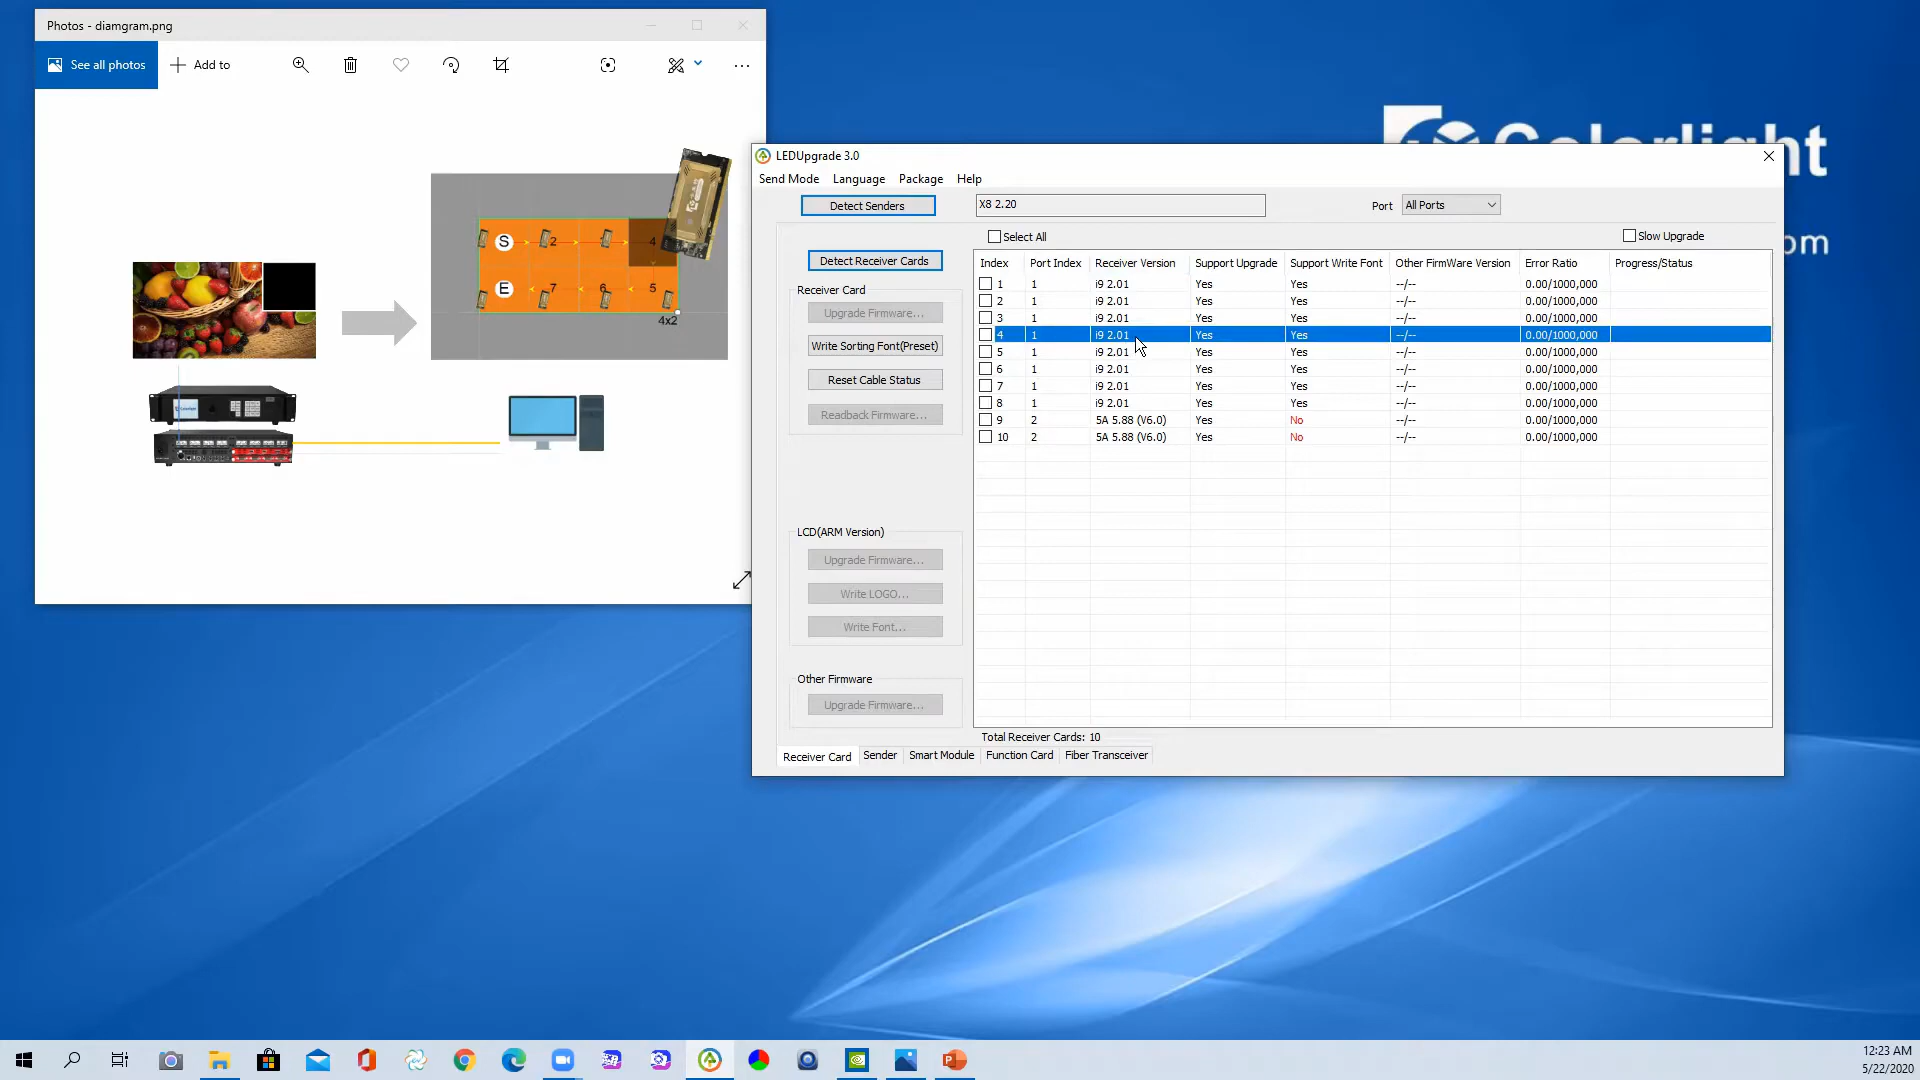 Photos - diamgram.png
See all photos
Add to
S 2 4
E 7 6 5
4x2
Colorlight
om
LEDUpgrade 3.0
Send Mode Language Package Help
Detect Senders
X8 2.20
Port All Ports
Select All
Slow Upgrade
Detect Receiver Cards
Receiver Card
Upgrade Firmware...
Write Sorting Font(Preset)
Reset Cable Status
Readback Firmware...
LCD(ARM Version)
Upgrade Firmware...
Write LOGO...
Write Font...
Other Firmware
Upgrade Firmware...
Index Port Index Receiver Version Support Upgrade Support Write Font Other FirmWare Version Error Ratio Progress/Status
1 1 i9 2.01 Yes Yes --/-- 0.00/1000,000
2 1 i9 2.01 Yes Yes --/-- 0.00/1000,000
3 1 i9 2.01 Yes Yes --/-- 0.00/1000,000
4 1 i9 2.01 Yes Yes --/-- 0.00/1000,000
5 1 i9 2.01 Yes Yes --/-- 0.00/1000,000
6 1 i9 2.01 Yes Yes --/-- 0.00/1000,000
7 1 i9 2.01 Yes Yes --/-- 0.00/1000,000
8 1 i9 2.01 Yes Yes --/-- 0.00/1000,000
9 2 5A 5.88 (V6.0) Yes No --/-- 0.00/1000,000
10 2 5A 5.88 (V6.0) Yes No --/-- 0.00/1000,000
Total Receiver Cards: 10
Receiver Card Sender Smart Module Function Card Fiber Transceiver
12:23 AM
5/22/2020